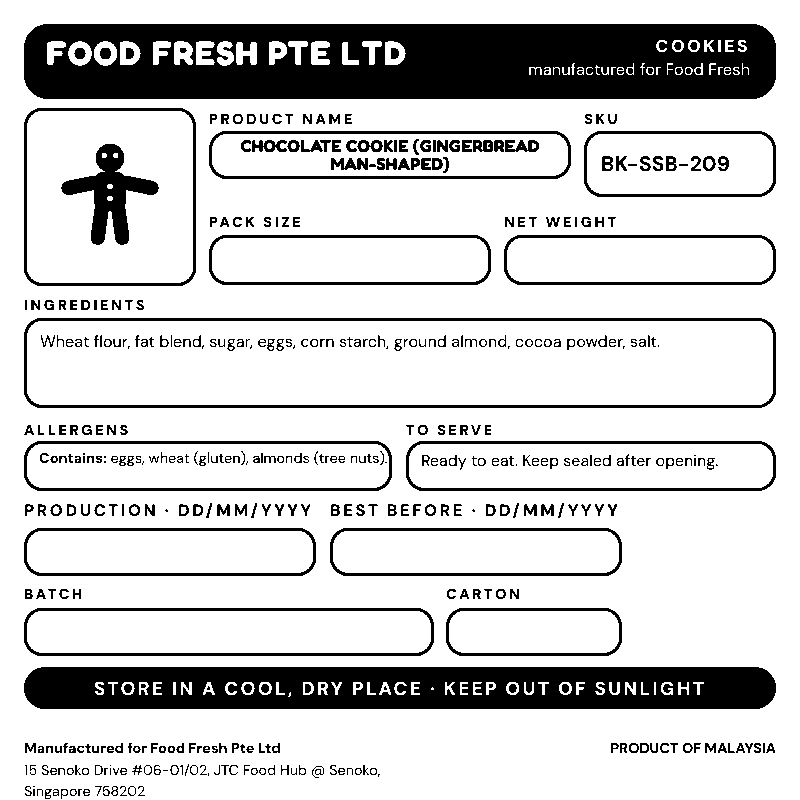 FOOD FRESH PTE LTD
COOKIES
manufactured for Food Fresh
PRODUCT NAME
SKU
CHOCOLATE COOKIE (GINGERBREAD
MAN-SHAPED)
BK-SSB-209
PACK SIZE
NET WEIGHT
INGREDIENTS
Wheat flour, fat blend, sugar, eggs, corn starch, ground almond, cocoa powder, salt.
ALLERGENS
TO SERVE
Contains: eggs, wheat (gluten), almonds (tree nuts).
Ready to eat. Keep sealed after opening.
PRODUCTION · DD/MM/YYYY
BEST BEFORE · DD/MM/YYYY
BATCH
CARTON
STORE IN A COOL, DRY PLACE · KEEP OUT OF SUNLIGHT
Manufactured for Food Fresh Pte Ltd
PRODUCT OF MALAYSIA
15 Senoko Drive #06-01/02, JTC Food Hub @ Senoko,
Singapore 758202